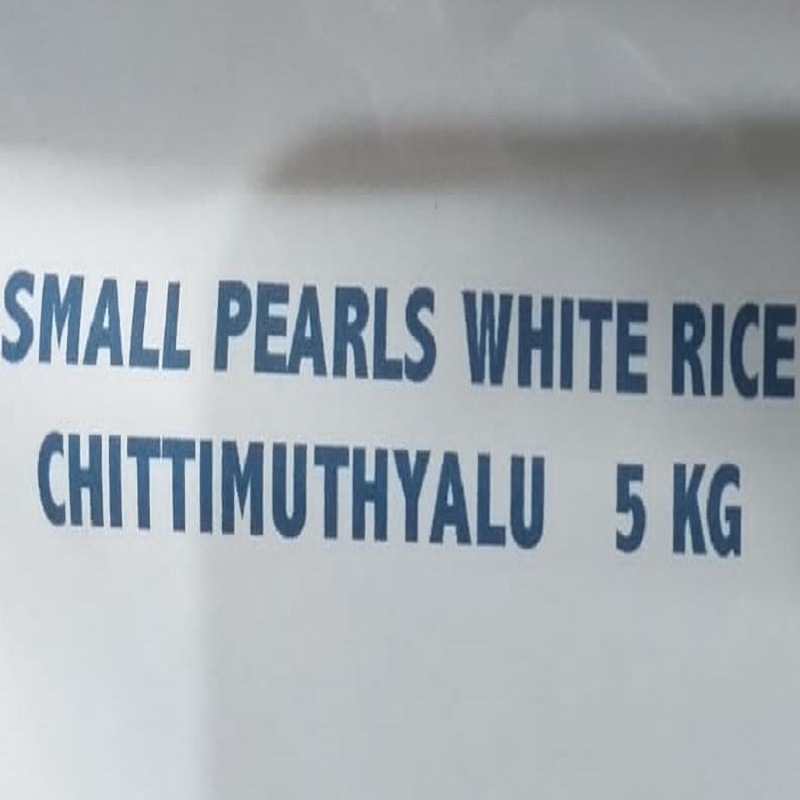 SMALL PEARLS WHITE RICE
CHITTIMUTHYALU 5 KG